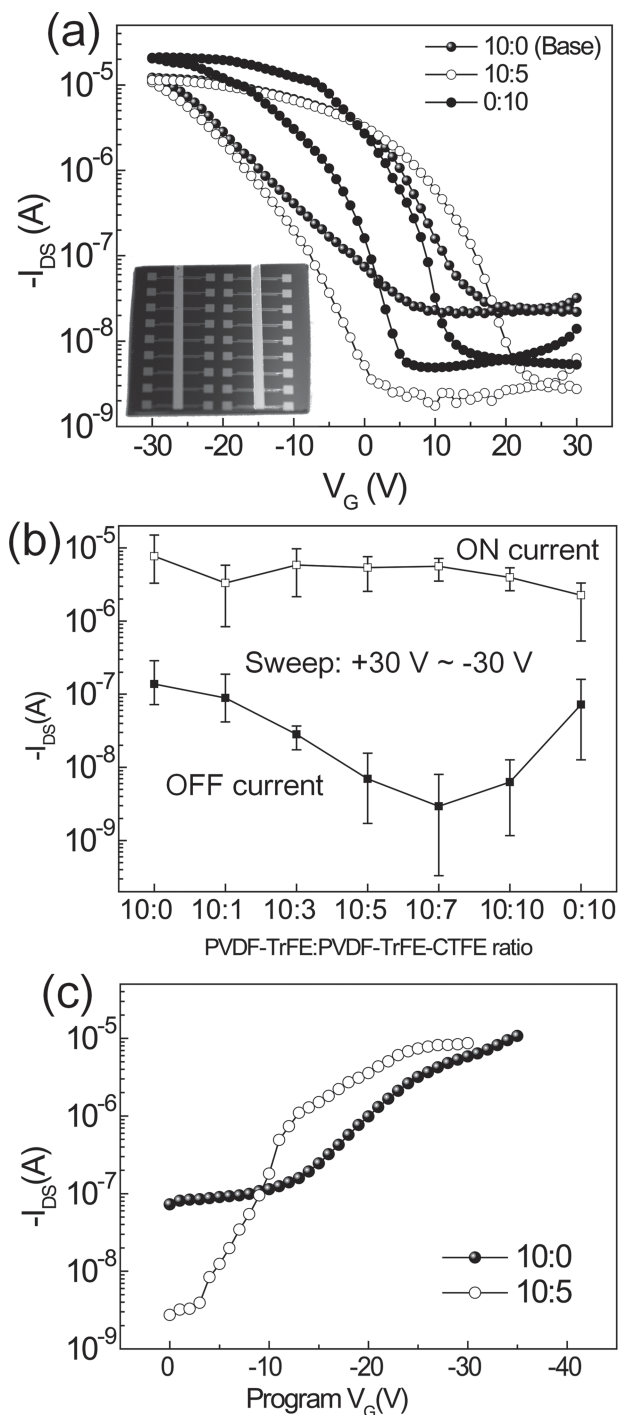 (a)
10:0 (Base)
10:5
0:10
10⁻⁵
10⁻⁶
10⁻⁷
10⁻⁸
10⁻⁹
-I_DS (A)
-30 -20 -10 0 10 20 30
V_G (V)
(b)
10⁻⁵
10⁻⁶
10⁻⁷
10⁻⁸
10⁻⁹
-I_DS(A)
ON current
Sweep: +30 V ~ -30 V
OFF current
10:0 10:1 10:3 10:5 10:7 10:10 0:10
PVDF-TrFE:PVDF-TrFE-CTFE ratio
(c)
10⁻⁵
10⁻⁶
10⁻⁷
10⁻⁸
10⁻⁹
-I_DS(A)
10:0
10:5
0 -10 -20 -30 -40
Program V_G(V)